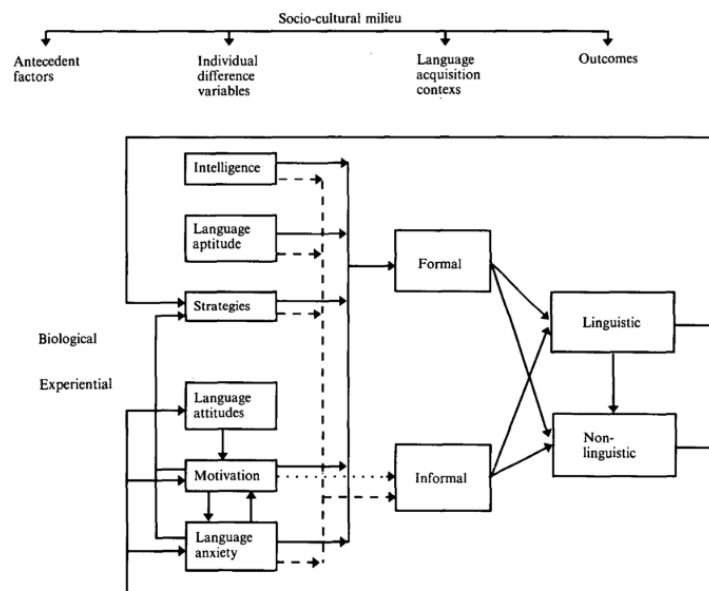 Socio-cultural milieu
Antecedent
factors
Individual
difference
variables
Language
acquisition
contexs
Outcomes
Intelligence
Language
aptitude
Strategies
Biological
Experiential
Language
attitudes
Motivation
Language
anxiety
Formal
Informal
Linguistic
Non-
linguistic